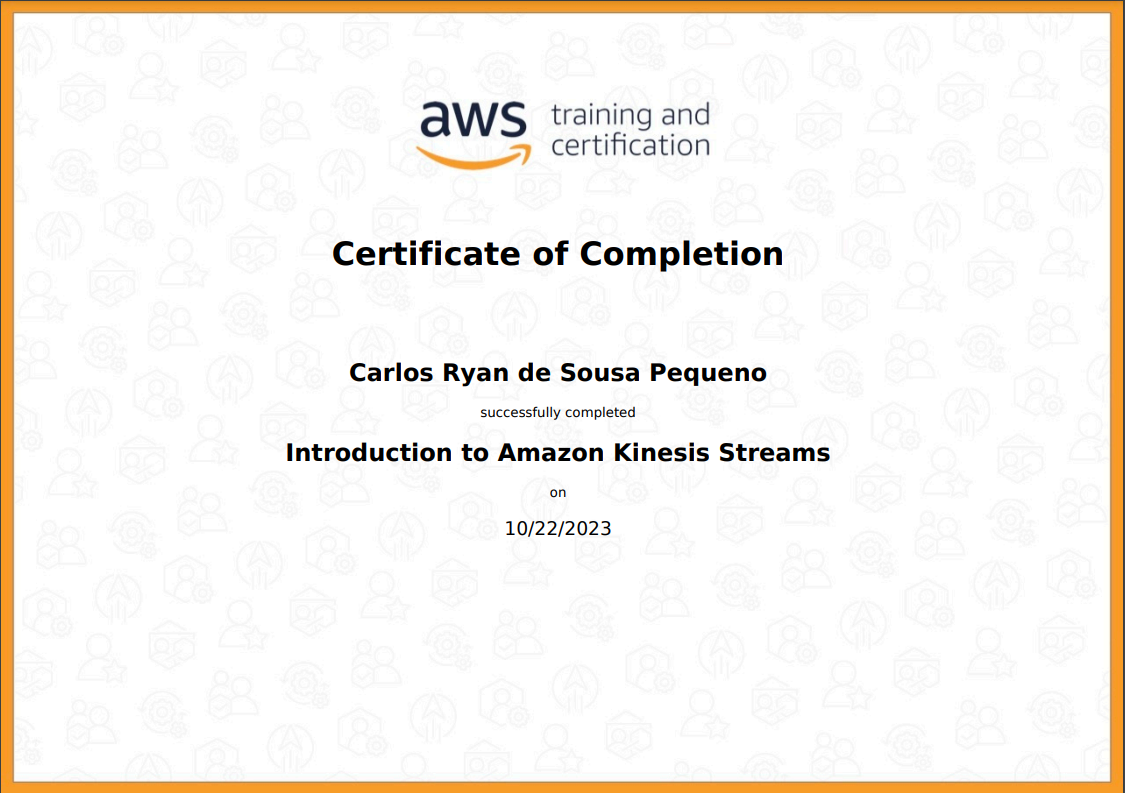 aws training and
certification
Certificate of Completion
Carlos Ryan de Sousa Pequeno
successfully completed
Introduction to Amazon Kinesis Streams
on
10/22/2023